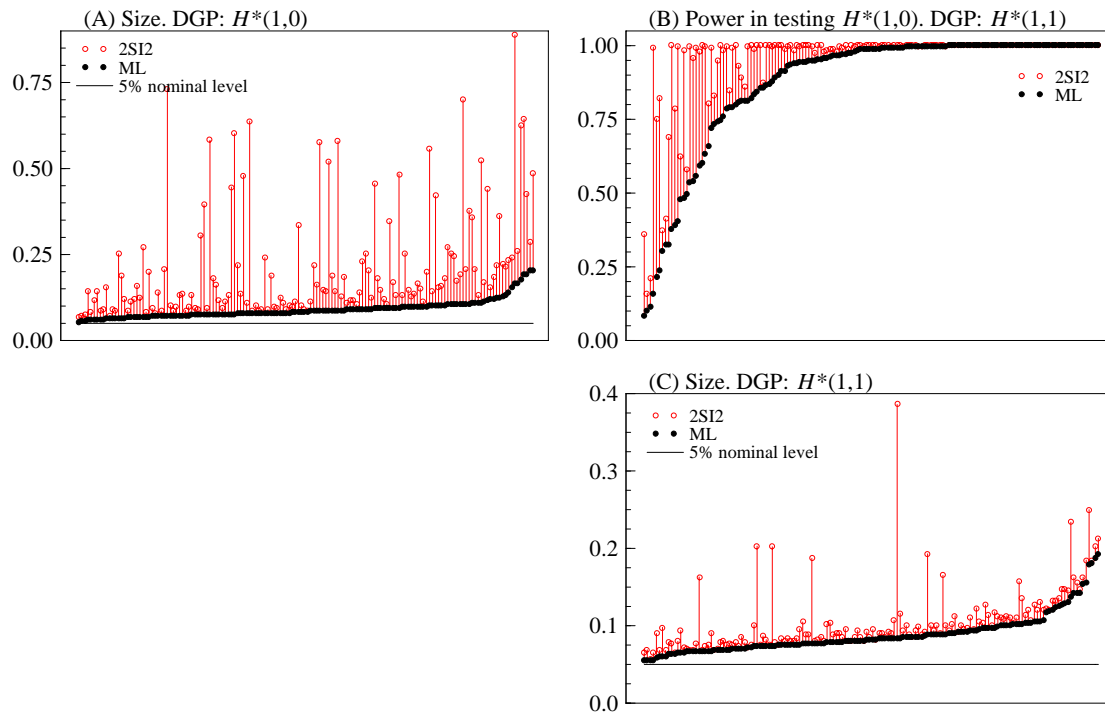 (A) Size. DGP: H*(1,0)
2SI2
ML
5% nominal level
0.75
0.50
0.25
0.00
(B) Power in testing H*(1,0). DGP: H*(1,1)
1.00
0.75
0.50
0.25
0.00
2SI2
ML
(C) Size. DGP: H*(1,1)
0.4
2SI2
ML
5% nominal level
0.3
0.2
0.1
0.0